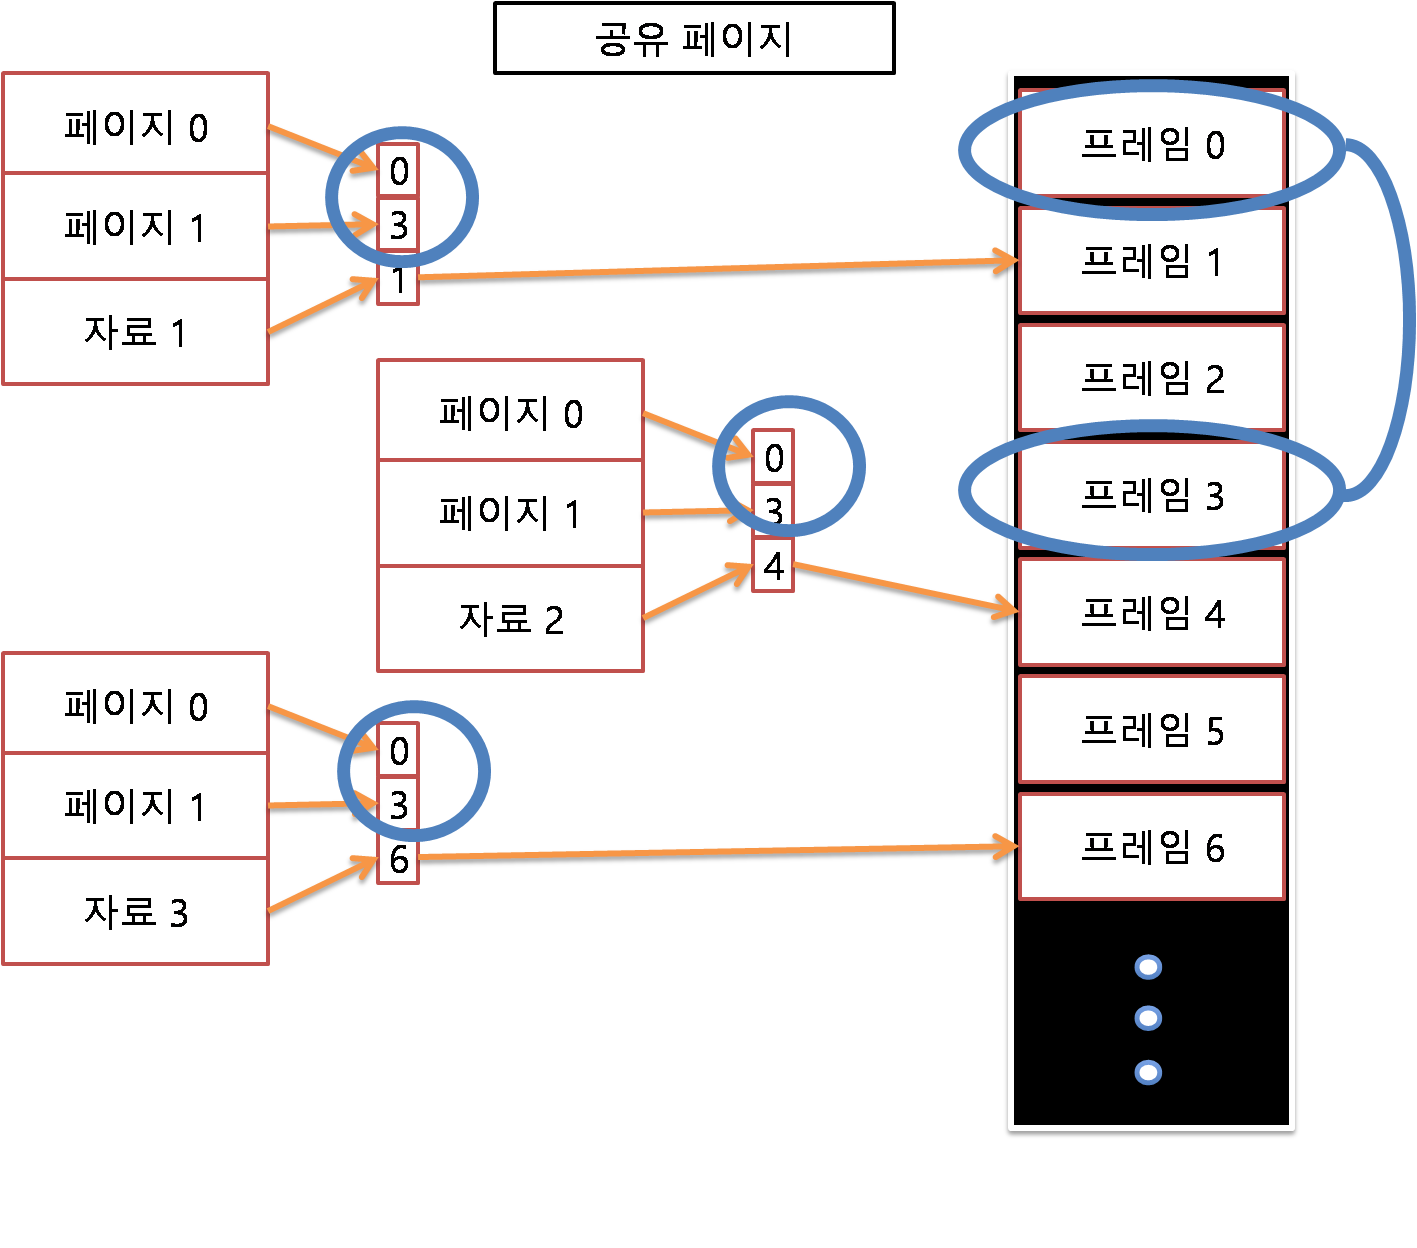 공유 페이지
페이지 0
페이지 1
자료 1
0
3
1
페이지 0
페이지 1
자료 2
0
3
4
페이지 0
페이지 1
자료 3
0
3
6
프레임 0
프레임 1
프레임 2
프레임 3
프레임 4
프레임 5
프레임 6